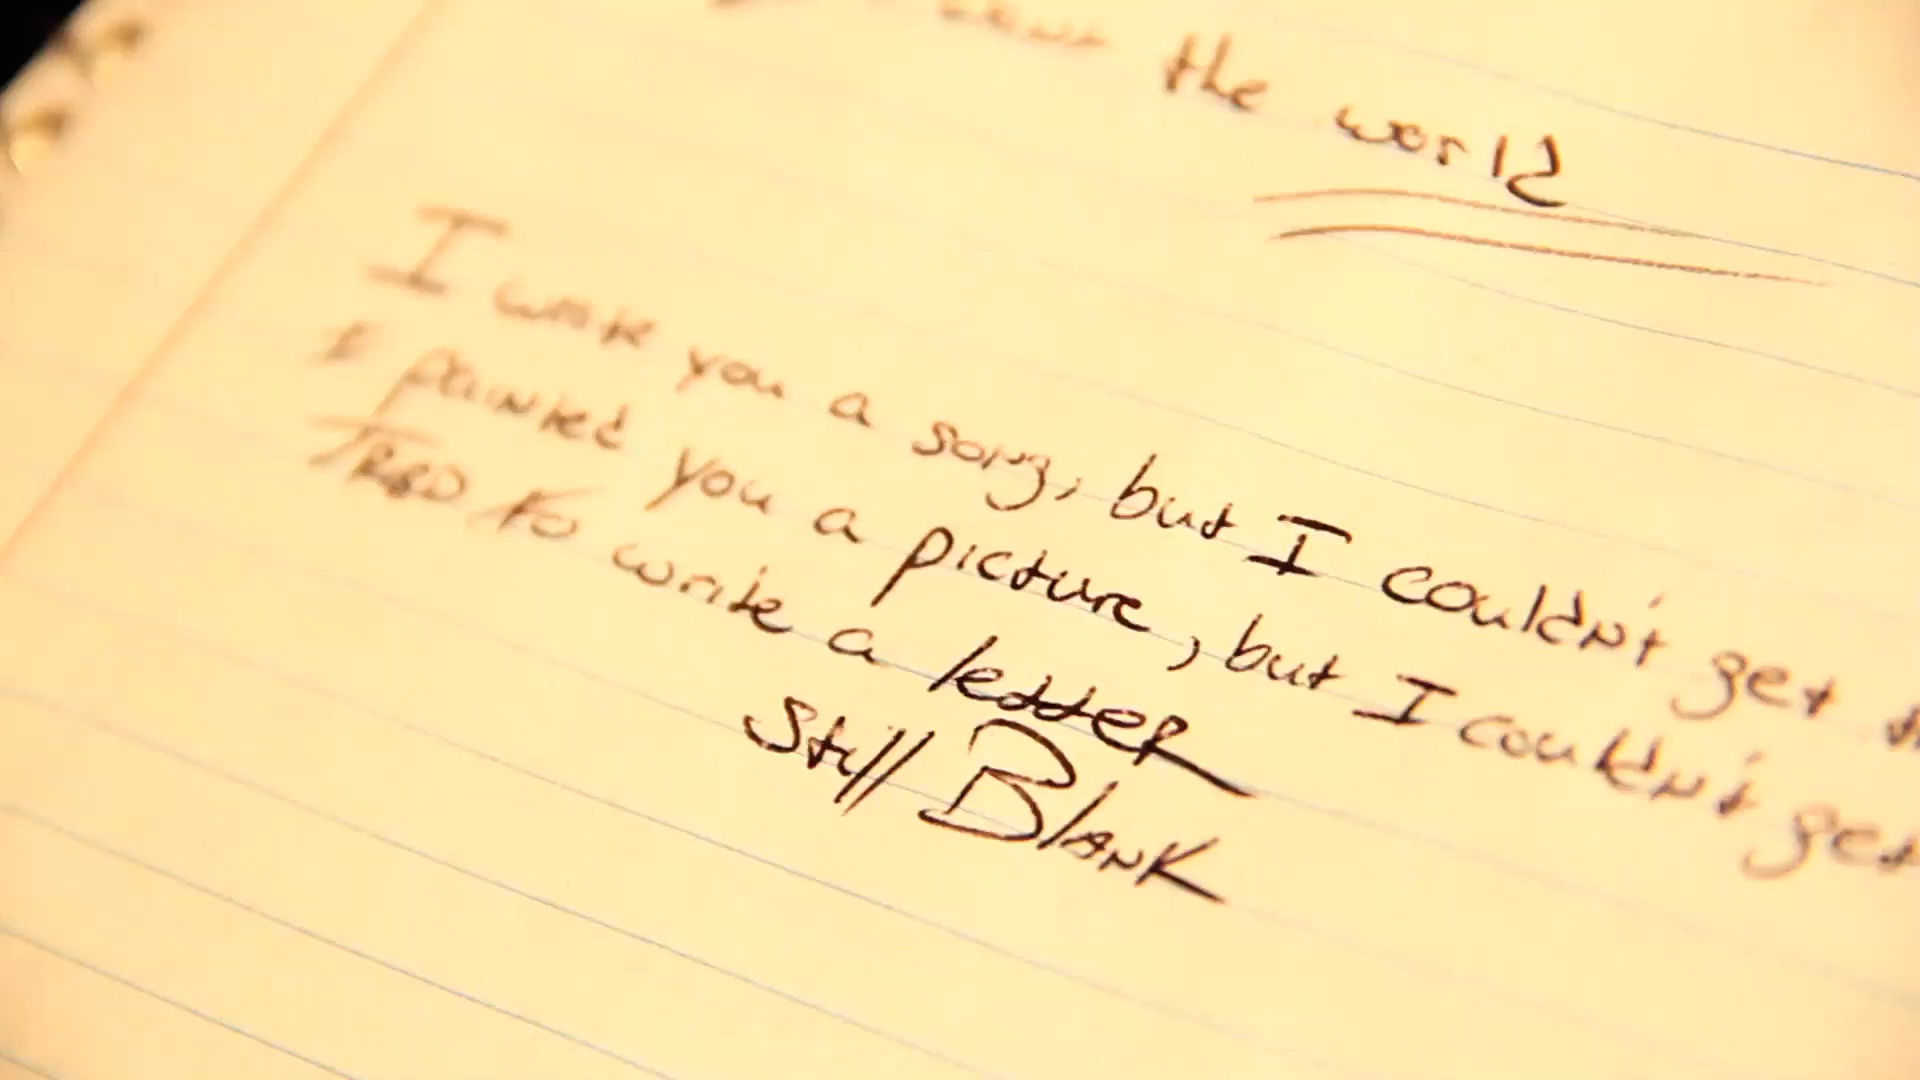 the world
I wrote you a song, but I couldn't get
I painted you a picture, but I couldn't get
Tried to write a letter
Still Blank